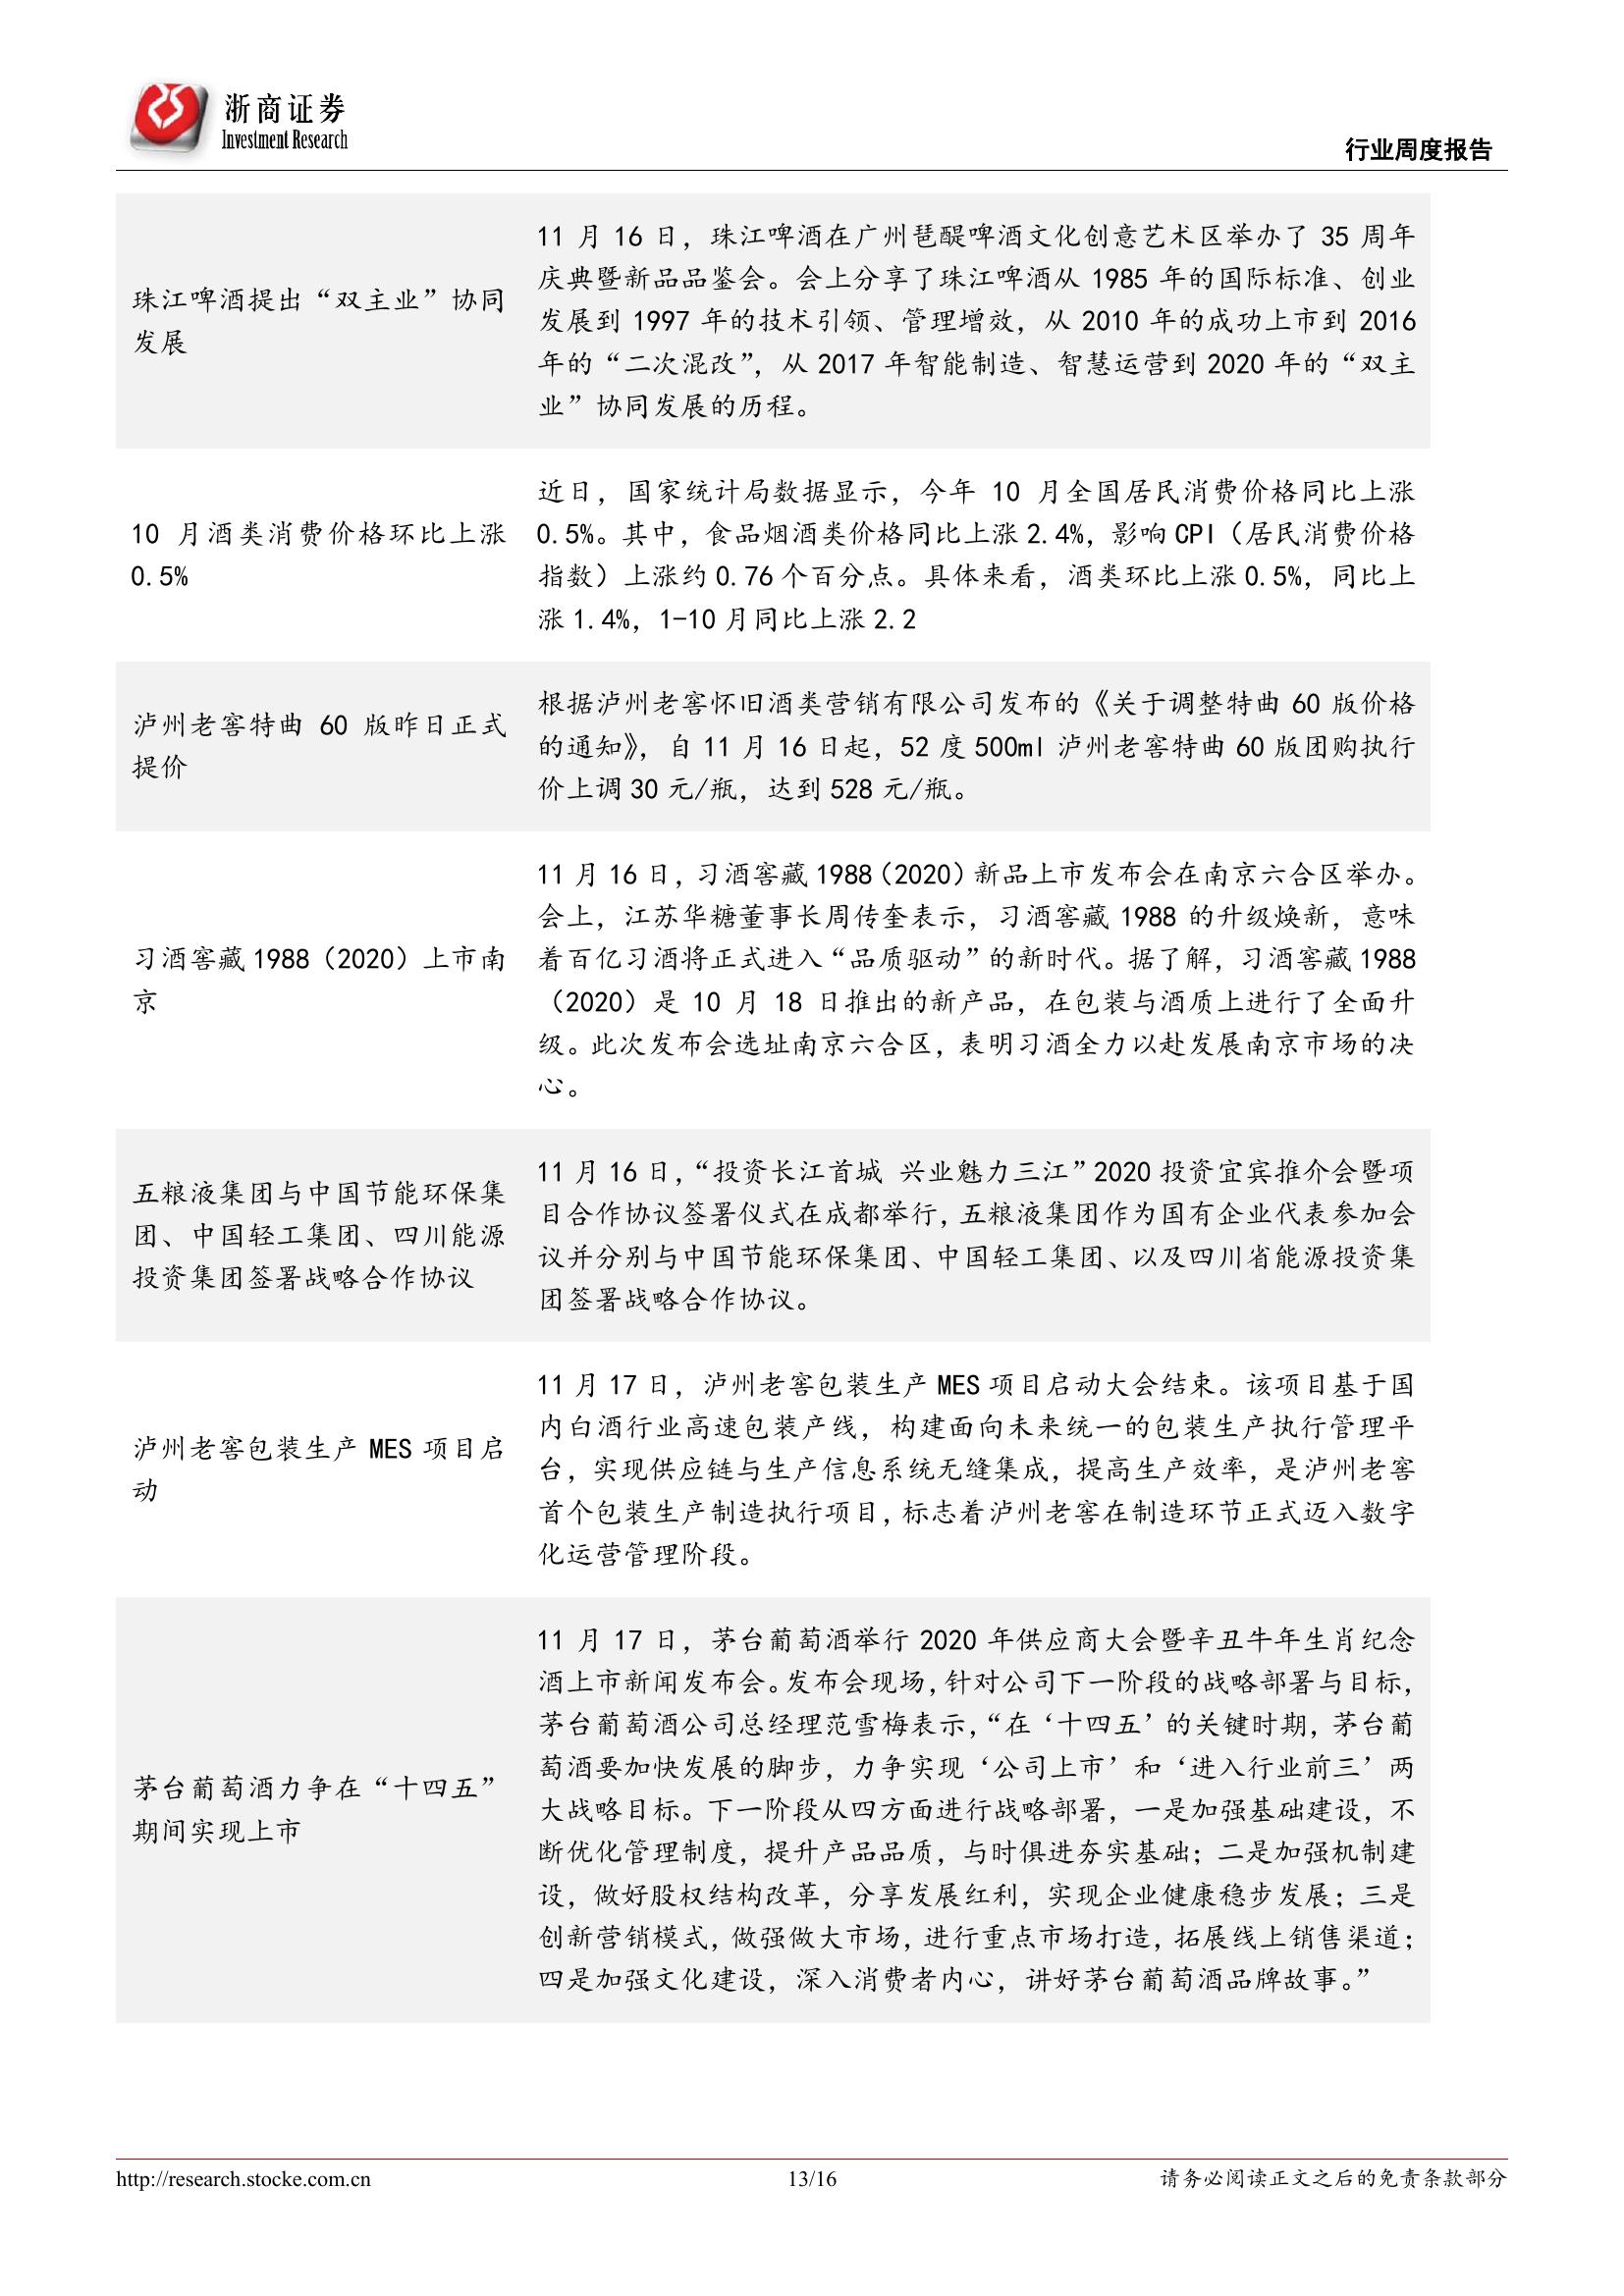 浙商证券
Investment Research
行业周度报告
珠江啤酒提出“双主业”协同
发展
11 月 16 日，珠江啤酒在广州琶醍啤酒文化创意艺术区举办了 35 周年
庆典暨新品品鉴会。会上分享了珠江啤酒从 1985 年的国际标准、创业
发展到 1997 年的技术引领、管理增效，从 2010 年的成功上市到 2016
年的“二次混改”，从 2017 年智能制造、智慧运营到 2020 年的“双主
业”协同发展的历程。
10 月酒类消费价格环比上涨
0.5%
近日，国家统计局数据显示，今年 10 月全国居民消费价格同比上涨
0.5%。其中，食品烟酒类价格同比上涨 2.4%，影响 CPI（居民消费价格
指数）上涨约 0.76 个百分点。具体来看，酒类环比上涨 0.5%，同比上
涨 1.4%，1-10 月同比上涨 2.2
泸州老窖特曲 60 版昨日正式
提价
根据泸州老窖怀旧酒类营销有限公司发布的《关于调整特曲 60 版价格
的通知》，自 11 月 16 日起，52 度 500ml 泸州老窖特曲 60 版团购执行
价上调 30 元/瓶，达到 528 元/瓶。
习酒窖藏 1988（2020）上市南
京
11 月 16 日，习酒窖藏 1988（2020）新品上市发布会在南京六合区举办。
会上，江苏华糖董事长周传奎表示，习酒窖藏 1988 的升级焕新，意味
着百亿习酒将正式进入“品质驱动”的新时代。据了解，习酒窖藏 1988
（2020）是 10 月 18 日推出的新产品，在包装与酒质上进行了全面升
级。此次发布会选址南京六合区，表明习酒全力以赴发展南京市场的决
心。
五粮液集团与中国节能环保集
团、中国轻工集团、四川能源
投资集团签署战略合作协议
11 月 16 日，“投资长江首城 兴业魅力三江”2020 投资宜宾推介会暨项
目合作协议签署仪式在成都举行，五粮液集团作为国有企业代表参加会
议并分别与中国节能环保集团、中国轻工集团、以及四川省能源投资集
团签署战略合作协议。
泸州老窖包装生产 MES 项目启
动
11 月 17 日，泸州老窖包装生产 MES 项目启动大会结束。该项目基于国
内白酒行业高速包装产线，构建面向未来统一的包装生产执行管理平
台，实现供应链与生产信息系统无缝集成，提高生产效率，是泸州老窖
首个包装生产制造执行项目，标志着泸州老窖在制造环节正式迈入数字
化运营管理阶段。
茅台葡萄酒力争在“十四五”
期间实现上市
11 月 17 日，茅台葡萄酒举行 2020 年供应商大会暨辛丑牛年生肖纪念
酒上市新闻发布会。发布会现场，针对公司下一阶段的战略部署与目标，
茅台葡萄酒公司总经理范雪梅表示，“在‘十四五’的关键时期，茅台葡
萄酒要加快发展的脚步，力争实现‘公司上市’和‘进入行业前三’两
大战略目标。下一阶段从四方面进行战略部署，一是加强基础建设，不
断优化管理制度，提升产品品质，与时俱进夯实基础；二是加强机制建
设，做好股权结构改革，分享发展红利，实现企业健康稳步发展；三是
创新营销模式，做强做大市场，进行重点市场打造，拓展线上销售渠道；
四是加强文化建设，深入消费者内心，讲好茅台葡萄酒品牌故事。”
http://research.stocke.com.cn
13/16
请务必阅读正文之后的免责条款部分